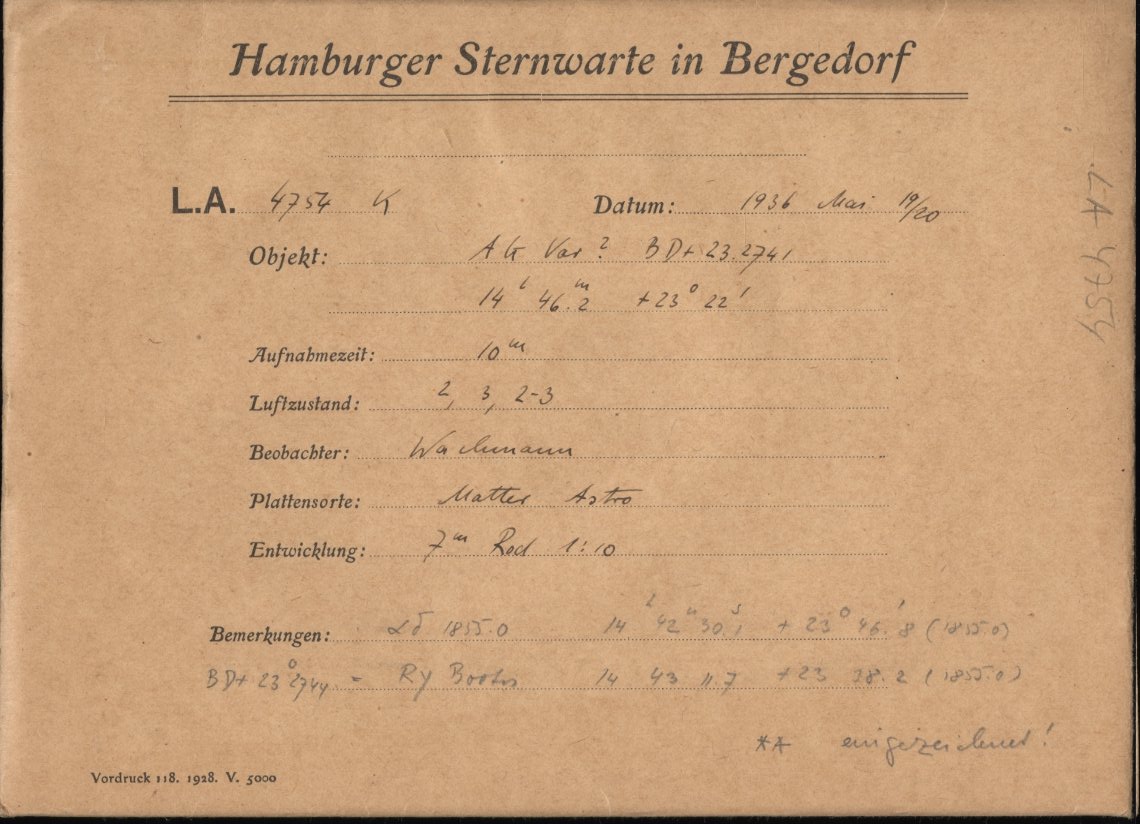 Hamburger Sternwarte in Bergedorf
L.A. 4754 K Datum: 1936 Mai 19/20
Objekt: AG Var? BD+ 23.2741
14ʰ 46.ᵐ2 +23° 22'
Aufnahmezeit: 10ᵐ
Luftzustand: 2, 3, 2-3
Beobachter: Wachmann
Plattensorte: Matter Astro
Entwicklung: 7ᵐ Rod 1:10
Bemerkungen: αδ 1855.0 14ʰ 42ᵐ 30.ˢ1 + 23° 46.'8 (1855.0)
BD+ 23° 2744 = RY Bootis 14 43 11.7 +23 38.2 (1855.0)
** eingezeichnet!
Vordruck 118. 1928. V. 5000
LA 4754